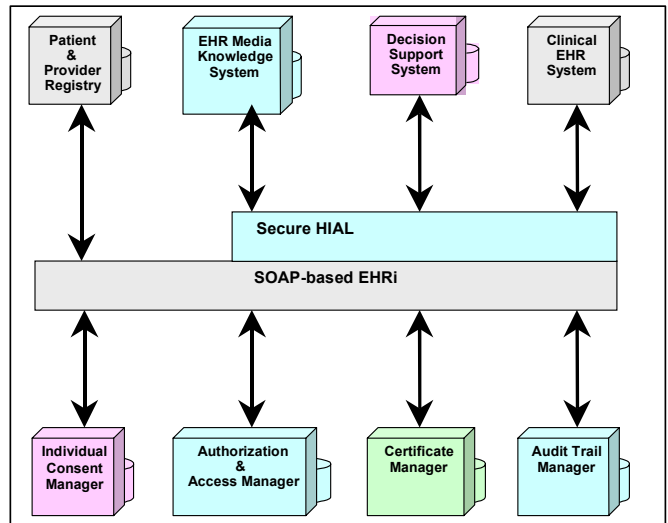 Patient
&
Provider
Registry
EHR Media
Knowledge
System
Decision
Support
System
Clinical
EHR
System
Secure HIAL
SOAP-based EHRi
Individual
Consent
Manager
Authorization
&
Access Manager
Certificate
Manager
Audit Trail
Manager